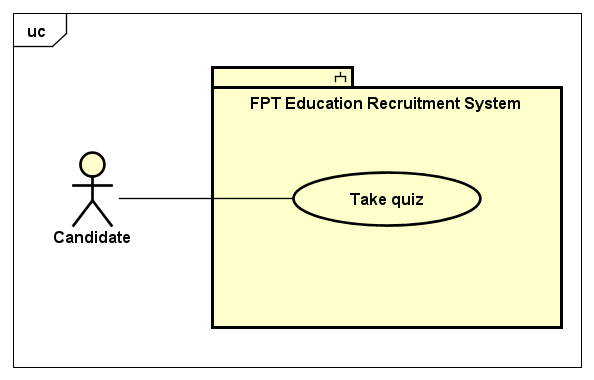 uc
FPT Education Recruitment System
Take quiz
Candidate